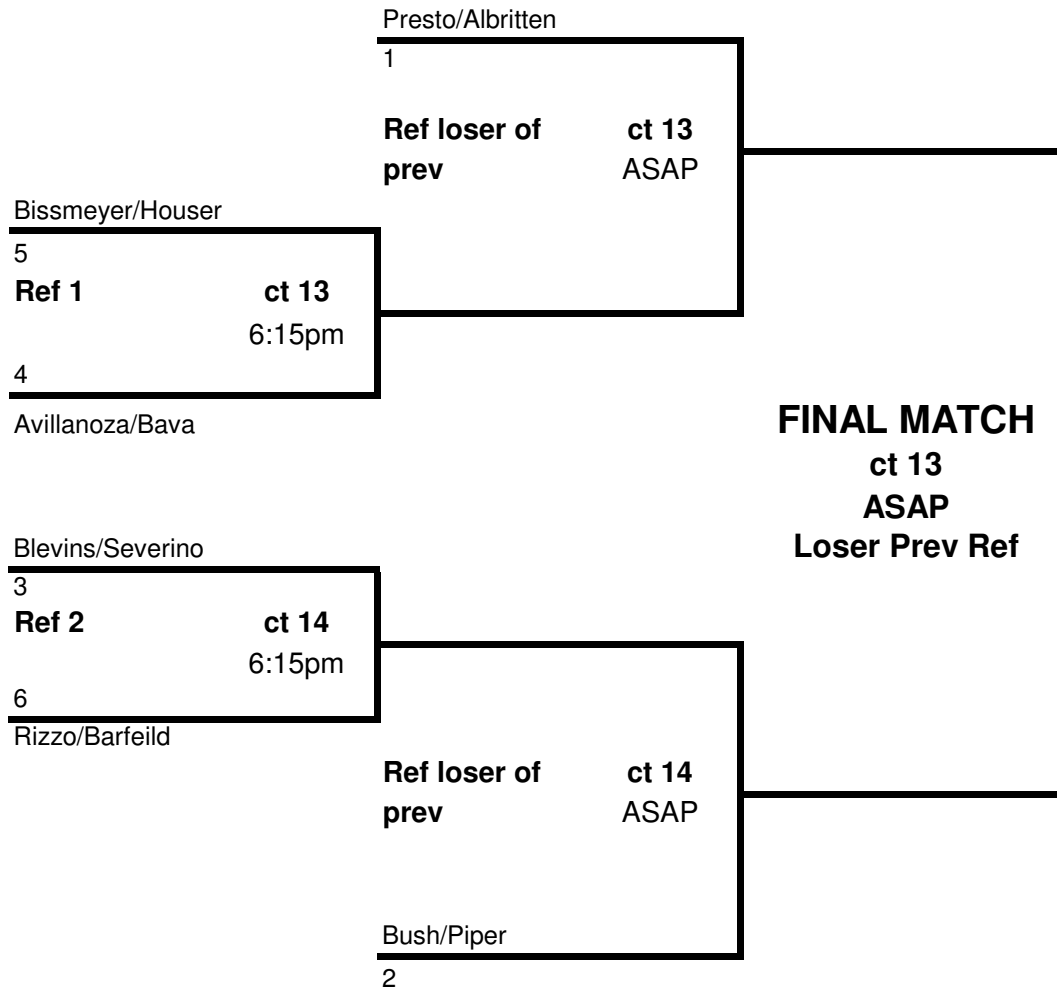 Presto/Albritten
1
Ref loser of ct 13
prev ASAP
Bissmeyer/Houser
5
Ref 1 ct 13
6:15pm
4
Avillanoza/Bava
FINAL MATCH
ct 13
ASAP
Loser Prev Ref
Blevins/Severino
3
Ref 2 ct 14
6:15pm
6
Rizzo/Barfeild
Ref loser of ct 14
prev ASAP
Bush/Piper
2